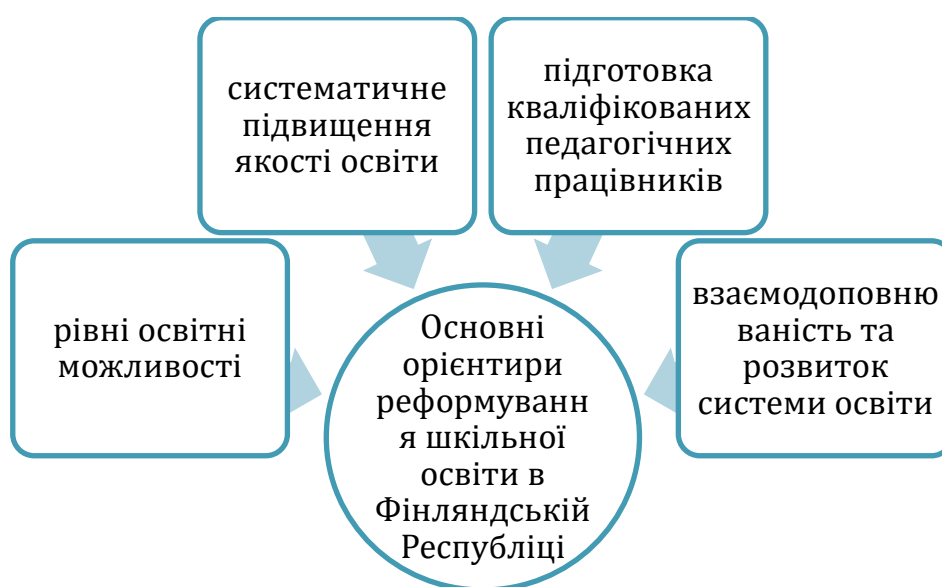 систематичне
підвищення
якості освіти
підготовка
кваліфікованих
педагогічних
працівників
рівні освітні
можливості
взаємодоповню
ваність та
розвиток
системи освіти
Основні
орієнтири
реформуванн
я шкільної
освіти в
Фінляндській
Республіці